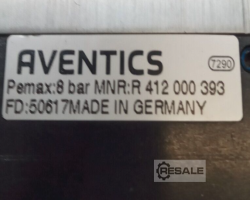 AVENTICS
7290
Pemax:8 bar MNR:R 412 000 393
FD:50617MADE IN GERMANY
RESALE